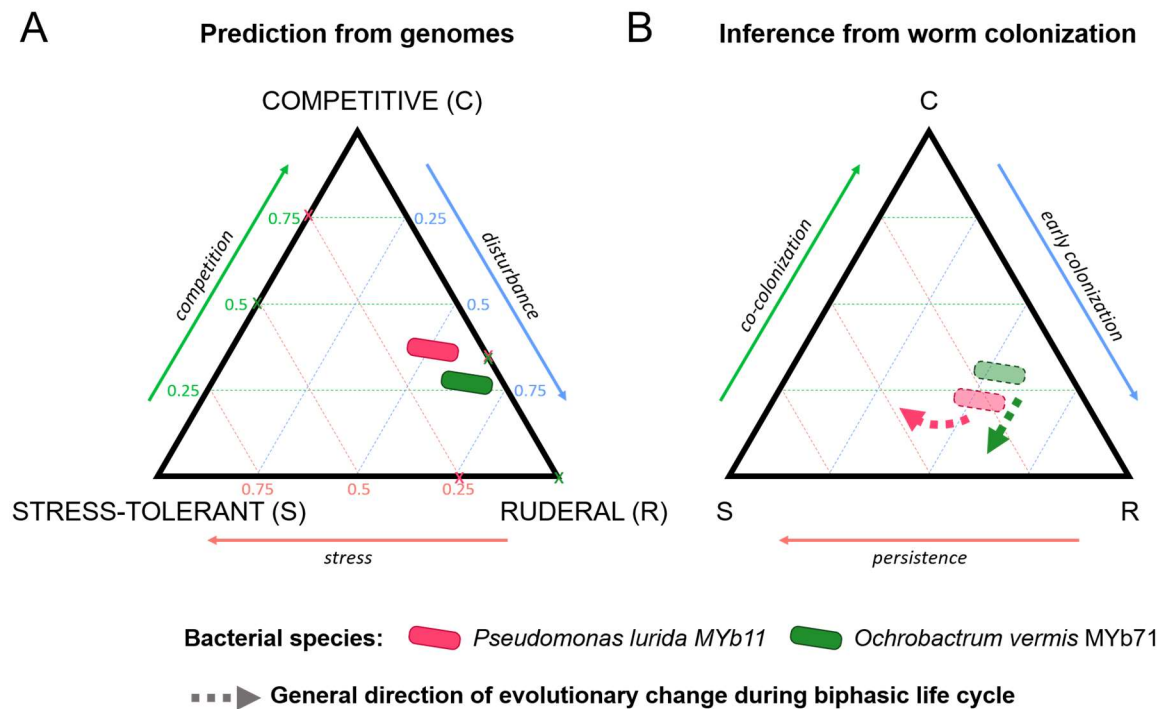 A
Prediction from genomes
COMPETITIVE (C)
competition
disturbance
0.75
0.25
0.5
0.5
0.25
0.75
0.75
0.5
0.25
STRESS-TOLERANT (S)
RUDERAL (R)
stress
B
Inference from worm colonization
C
co-colonization
early colonization
S
R
persistence
Bacterial species:
Pseudomonas lurida MYb11
Ochrobactrum vermis MYb71
General direction of evolutionary change during biphasic life cycle